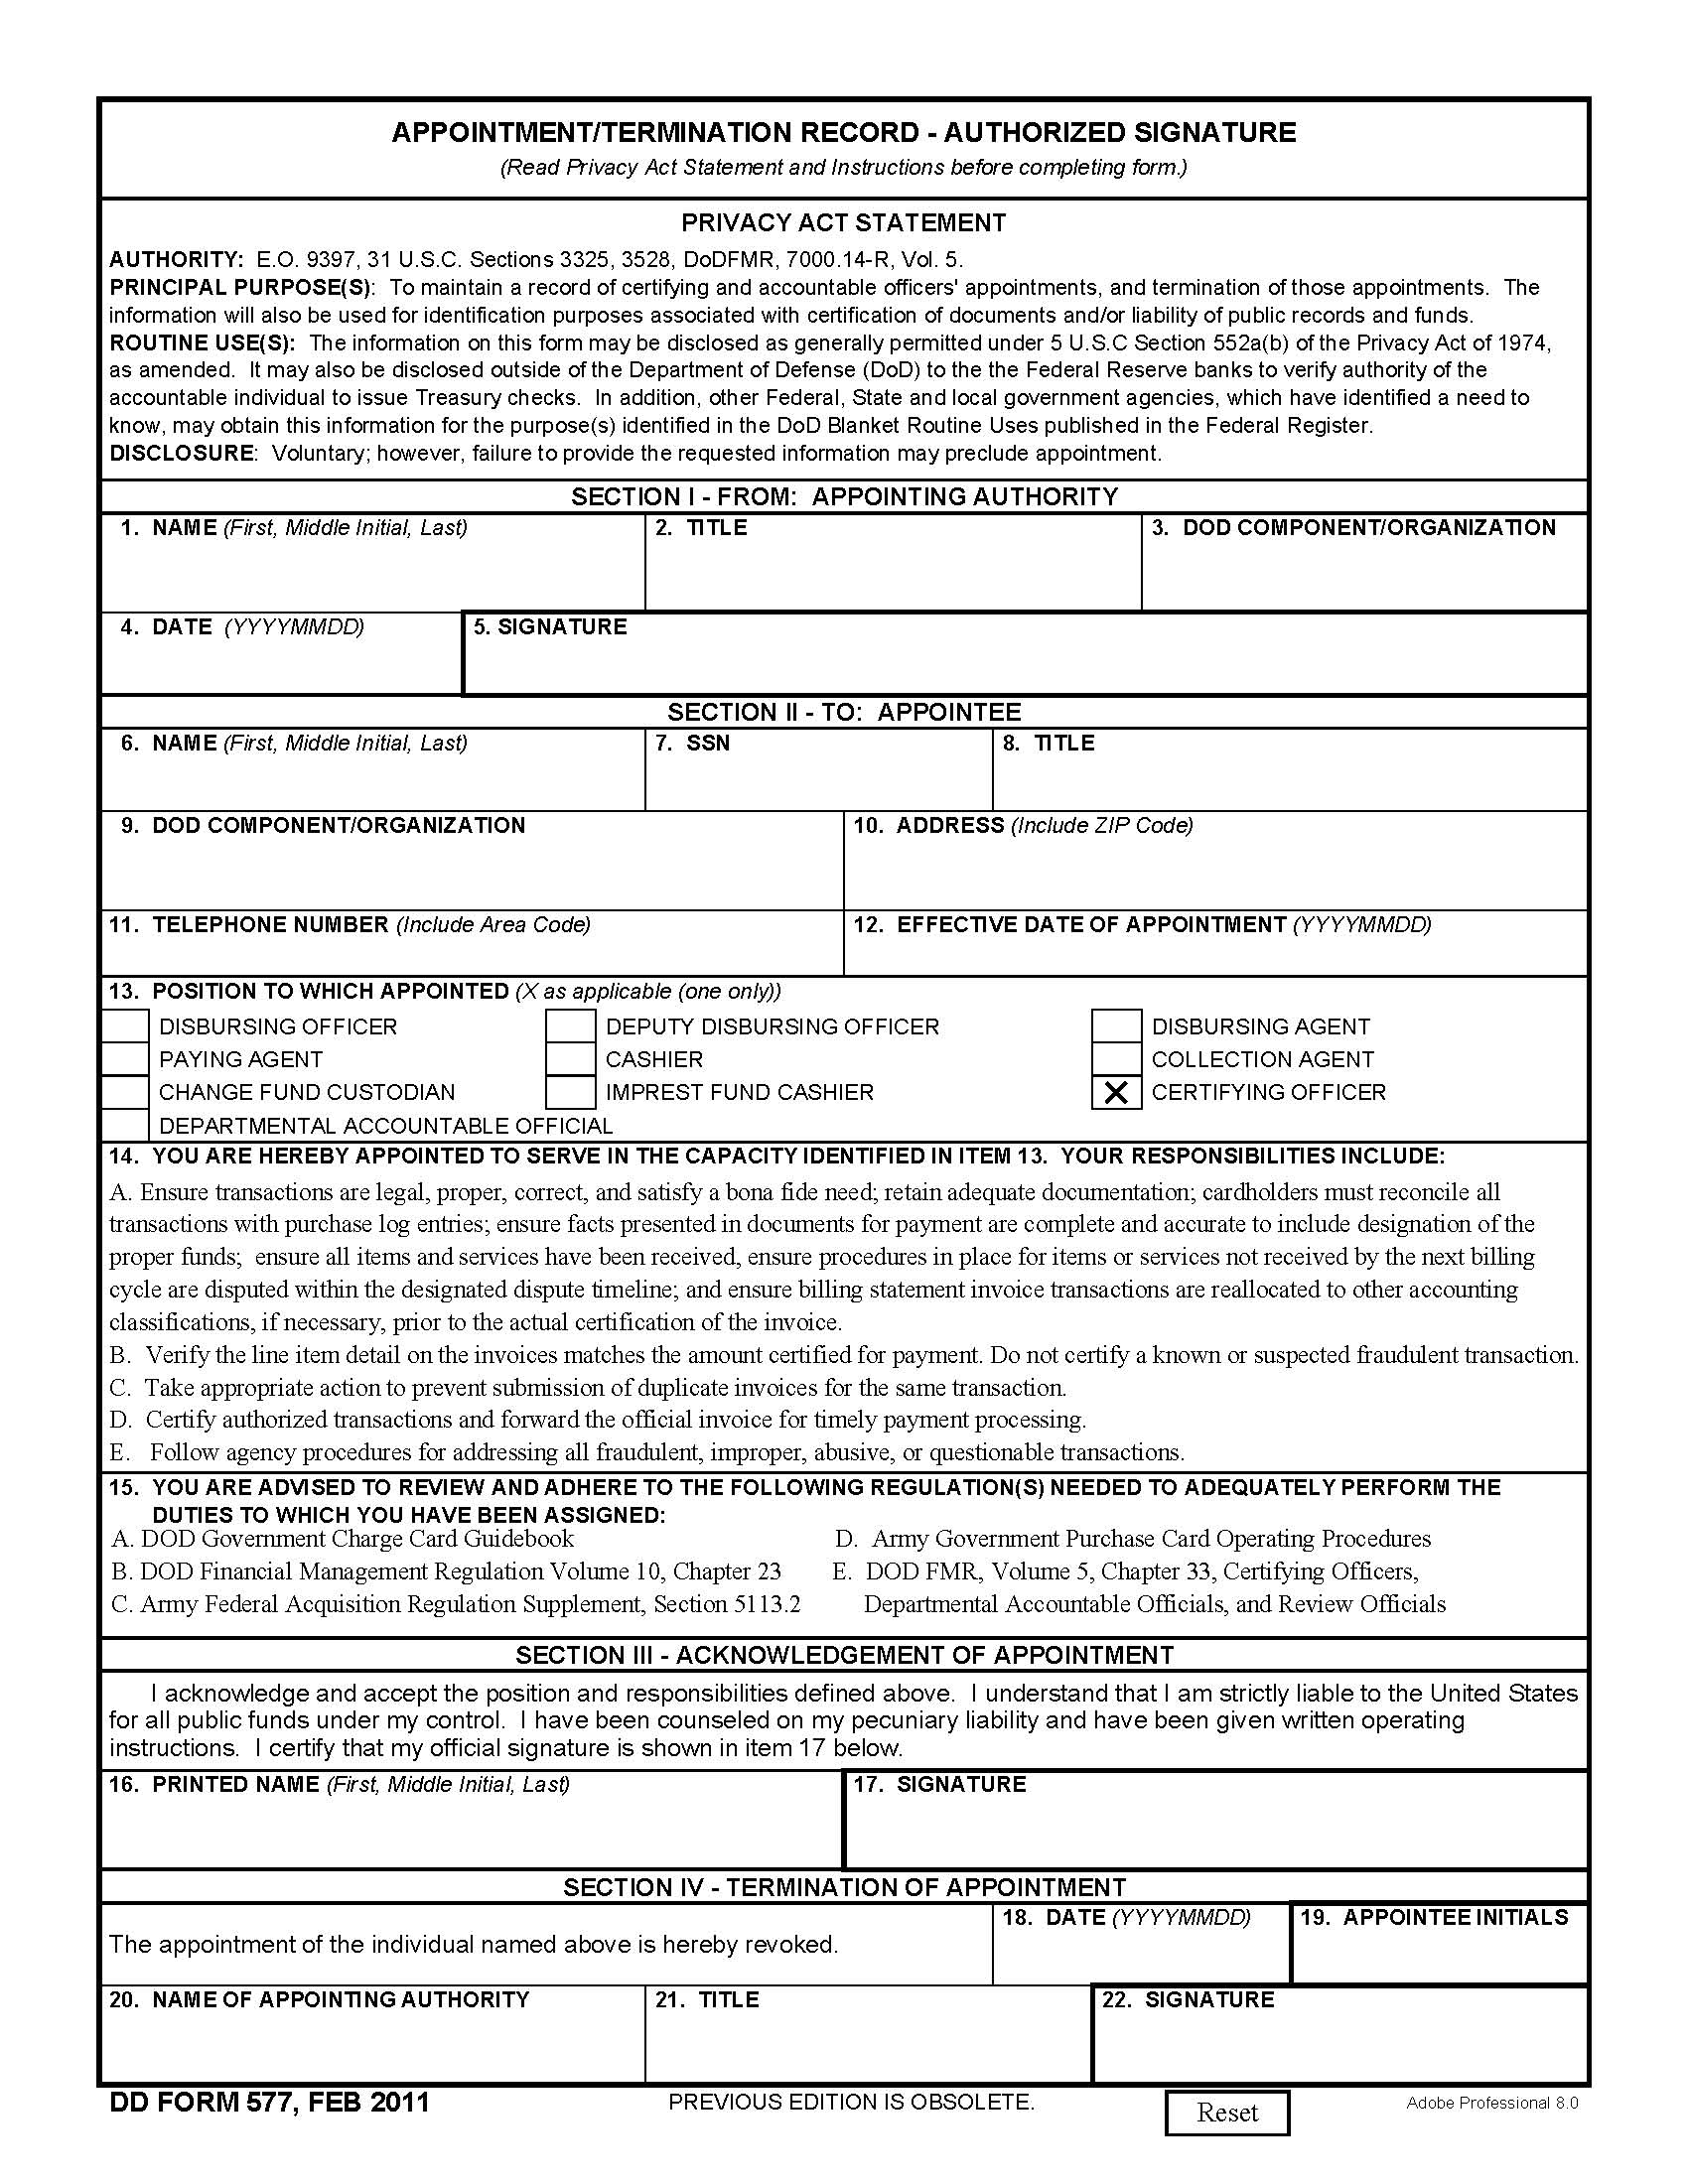 APPOINTMENT/TERMINATION RECORD - AUTHORIZED SIGNATURE
(Read Privacy Act Statement and Instructions before completing form.)
PRIVACY ACT STATEMENT
AUTHORITY: E.O. 9397, 31 U.S.C. Sections 3325, 3528, DoDFMR, 7000.14-R, Vol. 5.
PRINCIPAL PURPOSE(S): To maintain a record of certifying and accountable officers' appointments, and termination of those appointments. The
information will also be used for identification purposes associated with certification of documents and/or liability of public records and funds.
ROUTINE USE(S): The information on this form may be disclosed as generally permitted under 5 U.S.C Section 552a(b) of the Privacy Act of 1974,
as amended. It may also be disclosed outside of the Department of Defense (DoD) to the the Federal Reserve banks to verify authority of the
accountable individual to issue Treasury checks. In addition, other Federal, State and local government agencies, which have identified a need to
know, may obtain this information for the purpose(s) identified in the DoD Blanket Routine Uses published in the Federal Register.
DISCLOSURE: Voluntary; however, failure to provide the requested information may preclude appointment.
SECTION I - FROM: APPOINTING AUTHORITY
1. NAME (First, Middle Initial, Last) 2. TITLE 3. DOD COMPONENT/ORGANIZATION
4. DATE (YYYYMMDD) 5. SIGNATURE
SECTION II - TO: APPOINTEE
6. NAME (First, Middle Initial, Last) 7. SSN 8. TITLE
9. DOD COMPONENT/ORGANIZATION 10. ADDRESS (Include ZIP Code)
11. TELEPHONE NUMBER (Include Area Code) 12. EFFECTIVE DATE OF APPOINTMENT (YYYYMMDD)
13. POSITION TO WHICH APPOINTED (X as applicable (one only))
DISBURSING OFFICER DEPUTY DISBURSING OFFICER DISBURSING AGENT
PAYING AGENT CASHIER COLLECTION AGENT
CHANGE FUND CUSTODIAN IMPREST FUND CASHIER X CERTIFYING OFFICER
DEPARTMENTAL ACCOUNTABLE OFFICIAL
14. YOU ARE HEREBY APPOINTED TO SERVE IN THE CAPACITY IDENTIFIED IN ITEM 13. YOUR RESPONSIBILITIES INCLUDE:
A. Ensure transactions are legal, proper, correct, and satisfy a bona fide need; retain adequate documentation; cardholders must reconcile all
transactions with purchase log entries; ensure facts presented in documents for payment are complete and accurate to include designation of the
proper funds; ensure all items and services have been received, ensure procedures in place for items or services not received by the next billing
cycle are disputed within the designated dispute timeline; and ensure billing statement invoice transactions are reallocated to other accounting
classifications, if necessary, prior to the actual certification of the invoice.
B. Verify the line item detail on the invoices matches the amount certified for payment. Do not certify a known or suspected fraudulent transaction.
C. Take appropriate action to prevent submission of duplicate invoices for the same transaction.
D. Certify authorized transactions and forward the official invoice for timely payment processing.
E. Follow agency procedures for addressing all fraudulent, improper, abusive, or questionable transactions.
15. YOU ARE ADVISED TO REVIEW AND ADHERE TO THE FOLLOWING REGULATION(S) NEEDED TO ADEQUATELY PERFORM THE
DUTIES TO WHICH YOU HAVE BEEN ASSIGNED:
A. DOD Government Charge Card Guidebook D. Army Government Purchase Card Operating Procedures
B. DOD Financial Management Regulation Volume 10, Chapter 23 E. DOD FMR, Volume 5, Chapter 33, Certifying Officers,
C. Army Federal Acquisition Regulation Supplement, Section 5113.2 Departmental Accountable Officials, and Review Officials
SECTION III - ACKNOWLEDGEMENT OF APPOINTMENT
I acknowledge and accept the position and responsibilities defined above. I understand that I am strictly liable to the United States
for all public funds under my control. I have been counseled on my pecuniary liability and have been given written operating
instructions. I certify that my official signature is shown in item 17 below.
16. PRINTED NAME (First, Middle Initial, Last) 17. SIGNATURE
SECTION IV - TERMINATION OF APPOINTMENT
The appointment of the individual named above is hereby revoked. 18. DATE (YYYYMMDD) 19. APPOINTEE INITIALS
20. NAME OF APPOINTING AUTHORITY 21. TITLE 22. SIGNATURE
DD FORM 577, FEB 2011 PREVIOUS EDITION IS OBSOLETE. Reset Adobe Professional 8.0